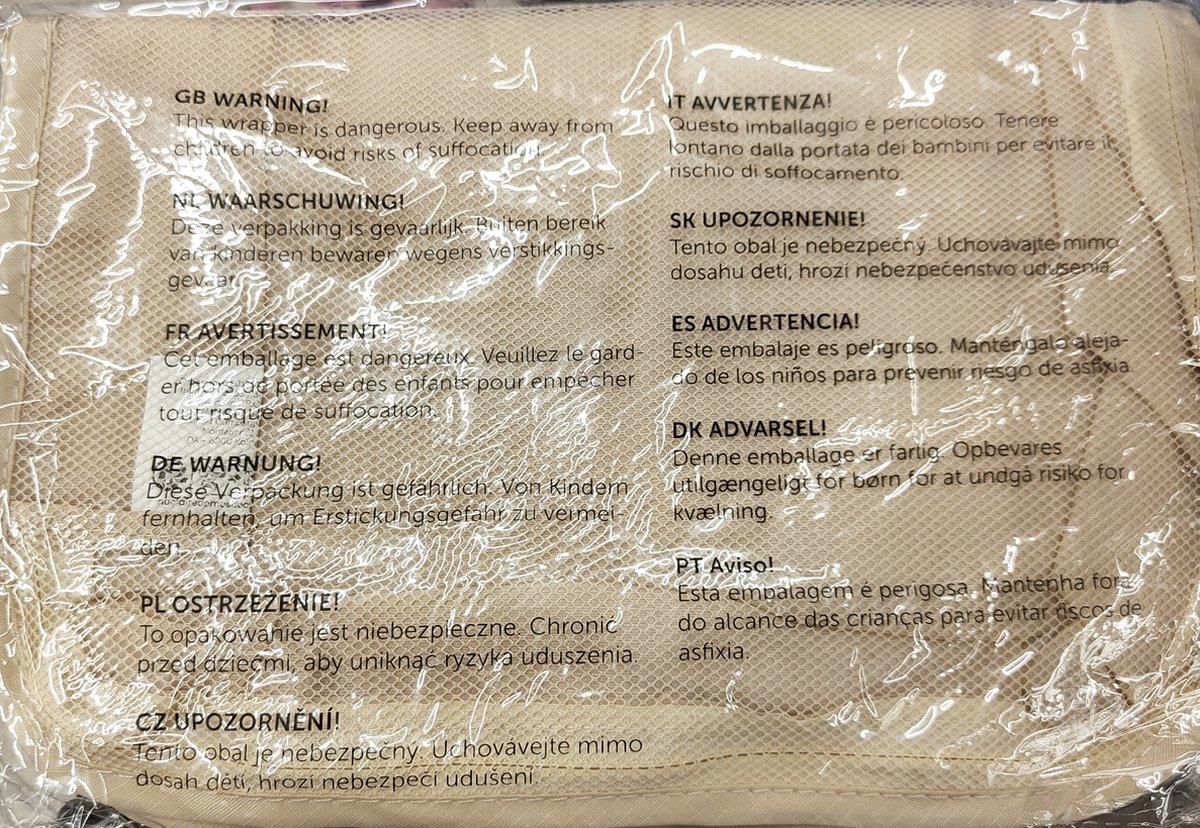 GB WARNING!
This wrapper is dangerous. Keep away from
children to avoid risks of suffocation.
NL WAARSCHUWING!
Deze verpakking is gevaarlijk. Buiten bereik
van kinderen bewaren wegens verstikkings-
gevaar.
FR AVERTISSEMENT!
Cet emballage est dangereux. Veuillez le gard-
er hors de portée des enfants pour empêcher
tout risque de suffocation.
DE WARNUNG!
Diese Verpackung ist gefährlich. Von Kindern
fernhalten, um Erstickungsgefahr zu vermei-
den.
PL OSTRZEŻENIE!
To opakowanie jest niebezpieczne. Chronić
przed dziećmi, aby uniknąć ryzyka uduszenia.
CZ UPOZORNĚNÍ!
Tento obal je nebezpečný. Uchovávejte mimo
dosah dětí, hrozí nebezpečí udušení.
IT AVVERTENZA!
Questo imballaggio è pericoloso. Tenere
lontano dalla portata dei bambini per evitare il
rischio di soffocamento.
SK UPOZORNENIE!
Tento obal je nebezpečný. Uchovávajte mimo
dosahu detí, hrozí nebezpečenstvo udusenia.
ES ADVERTENCIA!
Este embalaje es peligroso. Manténgalo aleja-
do de los niños para prevenir riesgo de asfixia.
DK ADVARSEL!
Denne emballage er farlig. Opbevares
utilgængeligt for børn for at undgå risiko for
kvælning.
PT Aviso!
Esta embalagem é perigosa. Mantenha fora
do alcance das crianças para evitar riscos de
asfixia.